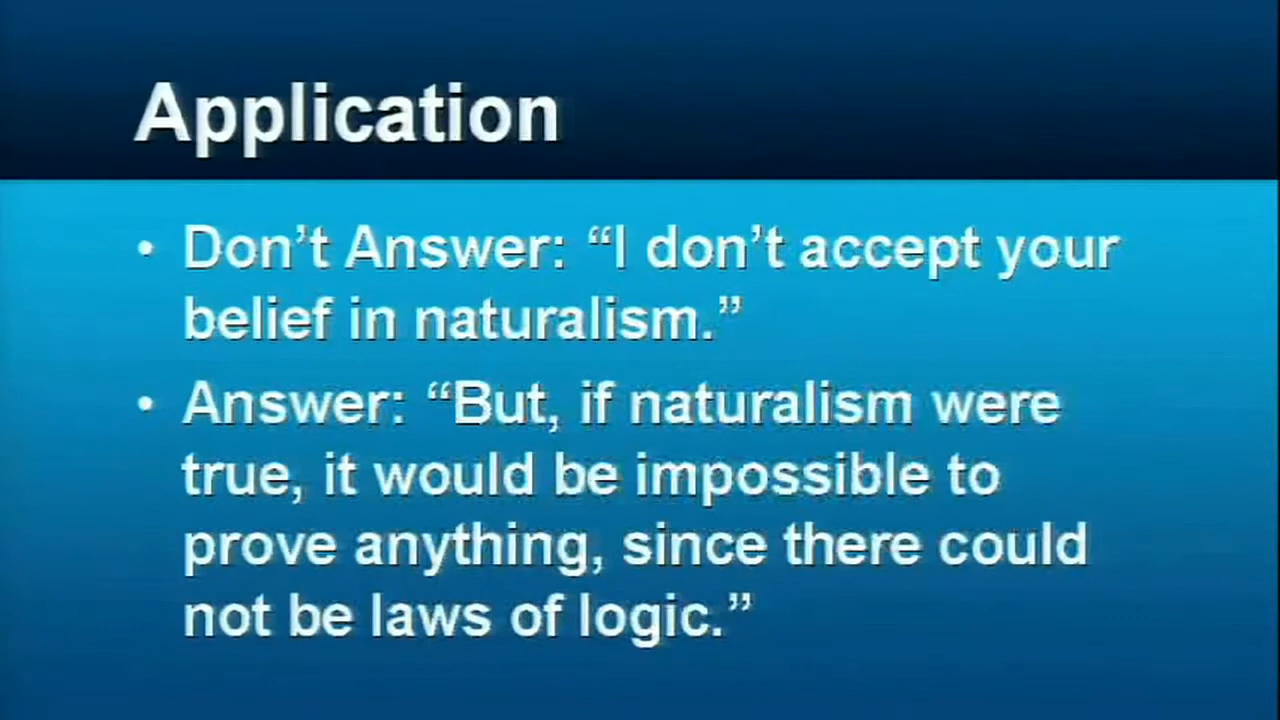 Application
• Don’t Answer: “I don’t accept your
belief in naturalism.”
• Answer: “But, if naturalism were
true, it would be impossible to
prove anything, since there could
not be laws of logic.”